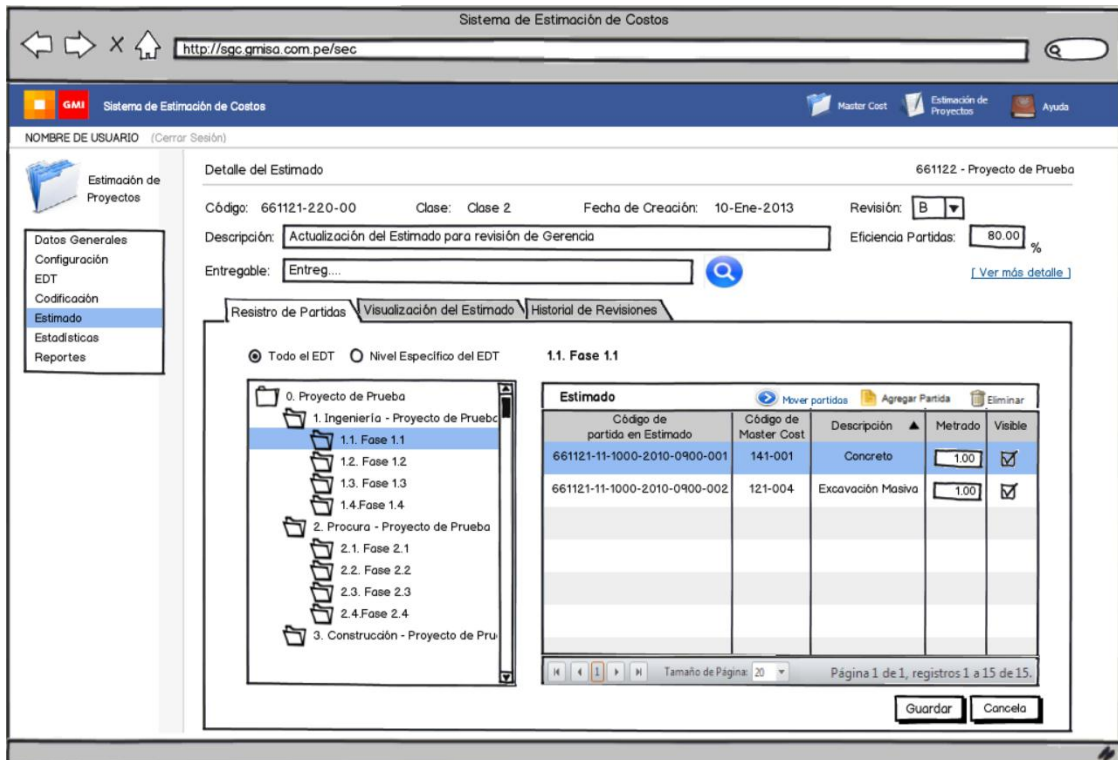 Sistema de Estimación de Costos
http://sgc.gmisa.com.pe/sec
GMI Sistema de Estimación de Costos
Master Cost
Estimación de
Proyectos
Ayuda
NOMBRE DE USUARIO (Cerrar Sesión)
Estimación de
Proyectos
Datos Generales
Configuración
EDT
Codificación
Estimado
Estadísticas
Reportes
Detalle del Estimado 661122 - Proyecto de Prueba
Código: 661121-220-00 Clase: Clase 2 Fecha de Creación: 10-Ene-2013 Revisión: B
Descripción: Actualización del Estimado para revisión de Gerencia Eficiencia Partidas: 80.00 %
Entregable: Entreg.... [ Ver más detalle ]
Registro de Partidas Visualización del Estimado Historial de Revisiones
Todo el EDT Nivel Específico del EDT 1.1. Fase 1.1
0. Proyecto de Prueba
1. Ingeniería - Proyecto de Prueba
1.1. Fase 1.1
1.2. Fase 1.2
1.3. Fase 1.3
1.4.Fase 1.4
2. Procura - Proyecto de Prueba
2.1. Fase 2.1
2.2. Fase 2.2
2.3. Fase 2.3
2.4.Fase 2.4
3. Construcción - Proyecto de Pru
Estimado Mover partidas Agregar Partida Eliminar
Código de
partida en Estimado
Código de
Master Cost
Descripción Metrado Visible
661121-11-1000-2010-0900-001 141-001 Concreto 1.00
661121-11-1000-2010-0900-002 121-004 Excavación Masiva 1.00
1 Tamaño de Página: 20 Página 1 de 1, registros 1 a 15 de 15.
Guardar Cancela